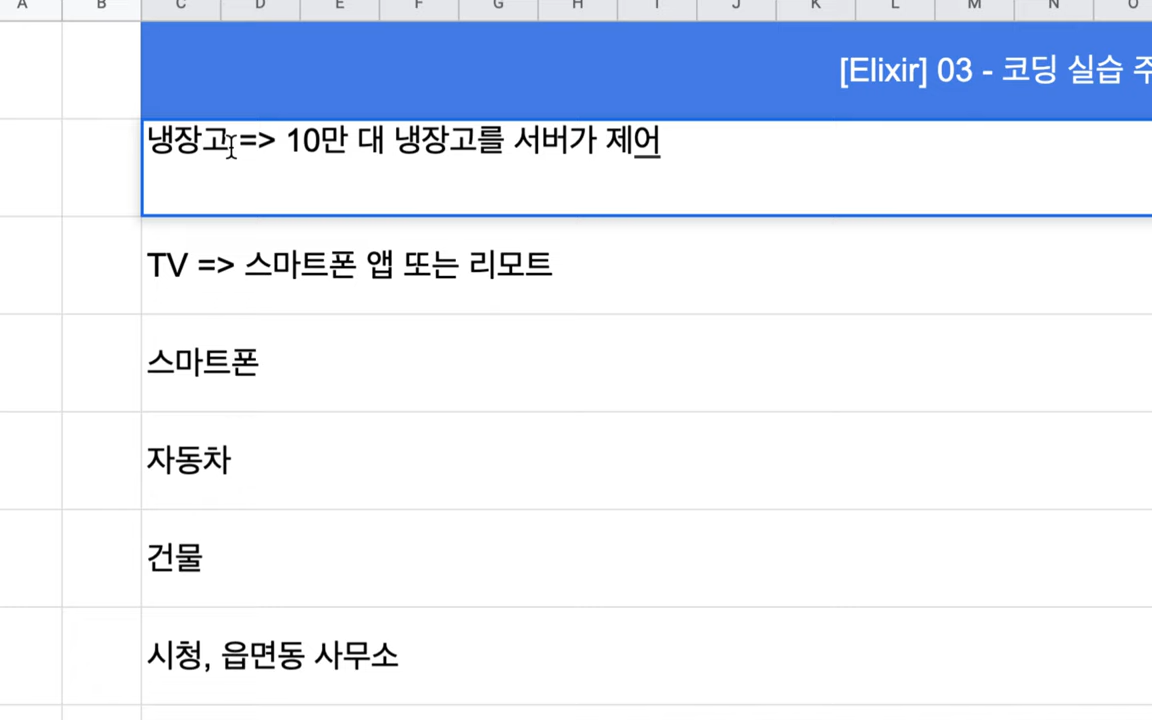 A B C D E F G H I J K L M N O
[Elixir] 03 - 코딩 실습
냉장고 => 10만 대 냉장고를 서버가 제어
TV => 스마트폰 앱 또는 리모트
스마트폰
자동차
건물
시청, 읍면동 사무소